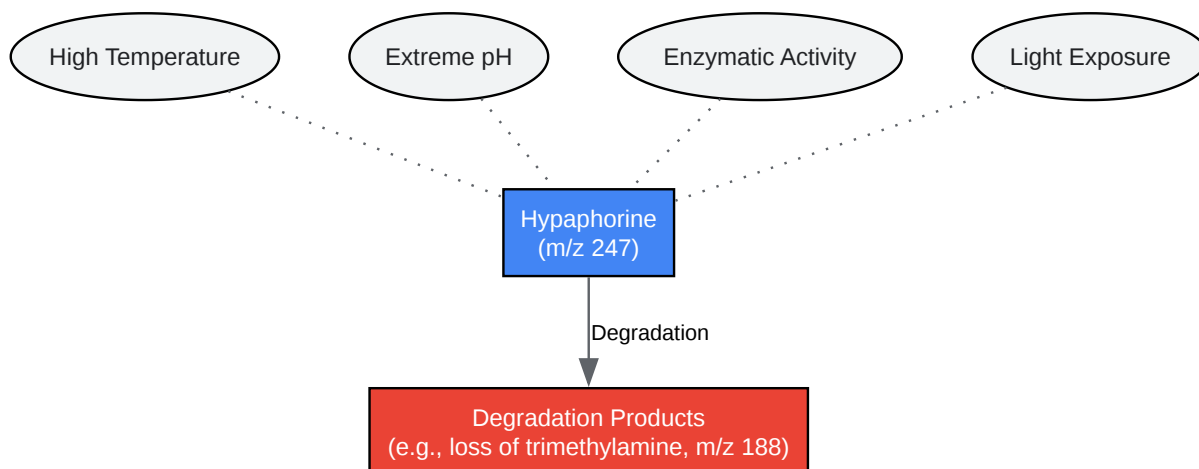 High Temperature
Extreme pH
Enzymatic Activity
Light Exposure
Hypaphorine
(m/z 247)
Degradation
Degradation Products
(e.g., loss of trimethylamine, m/z 188)